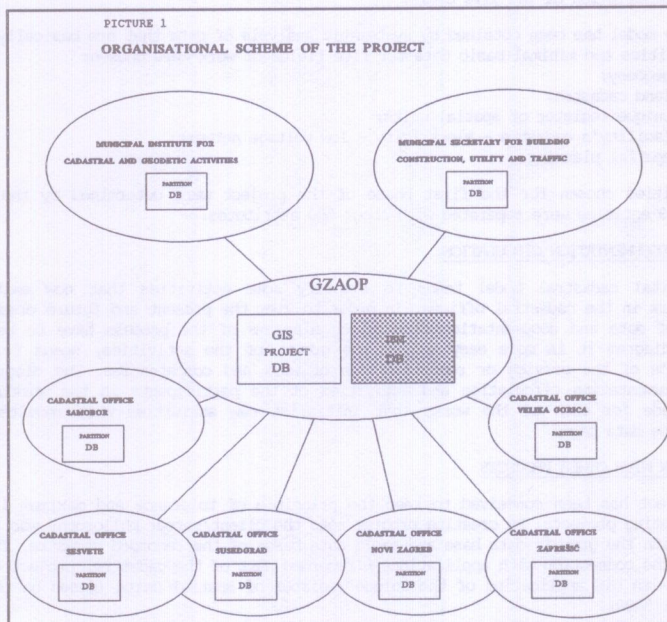 PICTURE 1
ORGANISATIONAL SCHEME OF THE PROJECT
MUNICIPAL INSTITUTE FOR
CADASTRAL AND GEODETIC ACTIVITIES
PARTITION
DB
MUNICIPAL SECRETARY FOR BUILDING
CONSTRUCTION, UTILITY AND TRAFFIC
PARTITION
DB
GZAOP
GIS
PROJECT
DB
IBM
DB
CADASTRAL OFFICE
SAMOBOR
PARTITION
DB
CADASTRAL OFFICE
VELIKA GORICA
PARTITION
DB
CADASTRAL OFFICE
SESVETE
PARTITION
DB
CADASTRAL OFFICE
SUSEDGRAD
PARTITION
DB
CADASTRAL OFFICE
NOVI ZAGREB
PARTITION
DB
CADASTRAL OFFICE
ZAPREŠIĆ
PARTITION
DB